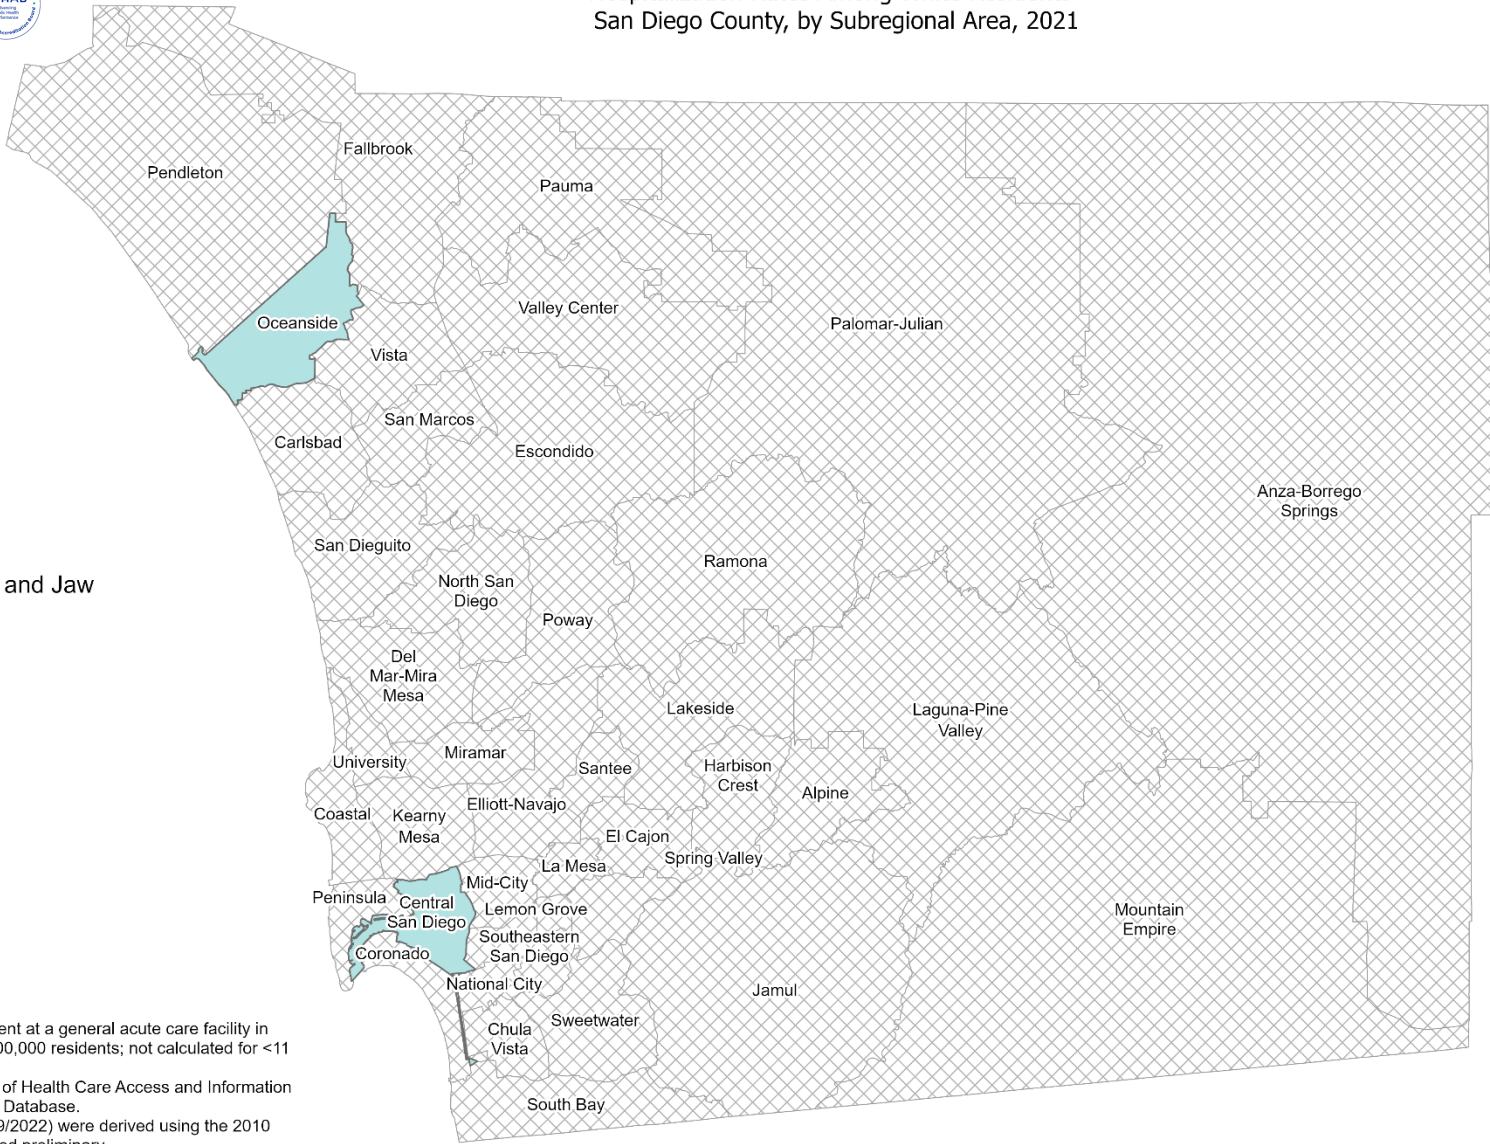 San Diego County, by Subregional Area, 2021
Fallbrook
Pendleton
Pauma
Valley Center
Oceanside
Palomar-Julian
Vista
San Marcos
Carlsbad
Escondido
Anza-Borrego
Springs
San Dieguito
Ramona
North San
Diego
and Jaw
Poway
Del
Mar-Mira
Mesa
Lakeside
Laguna-Pine
Valley
Miramar
University
Santee
Harbison
Crest
Alpine
Elliott-Navajo
Coastal
Kearny
Mesa
El Cajon
Spring Valley
La Mesa
Mid-City
Peninsula
Central
San Diego
Lemon Grove
Mountain
Empire
Southeastern
San Diego
Coronado
National City
Jamul
Sweetwater
Chula
Vista
South Bay
ent at a general acute care facility in
00,000 residents; not calculated for <11
of Health Care Access and Information
Database.
9/2022) were derived using the 2010